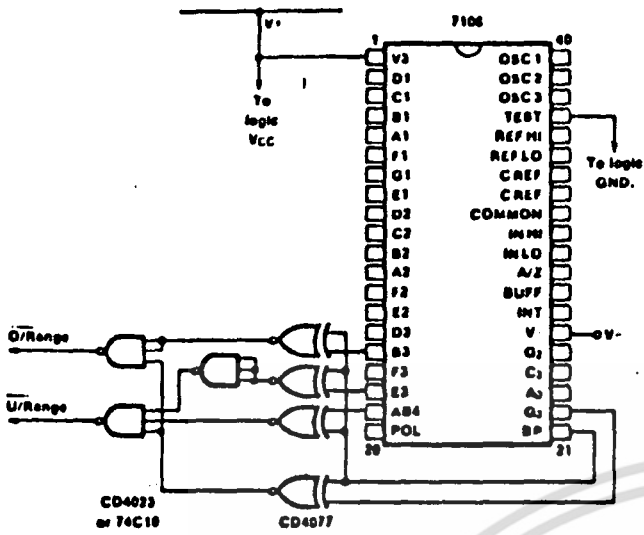 V+
7106
1
40
V3
OSC 1
D1
OSC 2
C1
OSC 3
To
logic
VCC
B1
TEST
A1
REF HI
F1
REF LO
To logic
GND.
G1
C REF
E1
C REF
D2
COMMON
C2
IN HI
B2
IN LO
A2
A/Z
F2
BUFF
E2
INT
D3
V
V-
O/Range
B3
G2
F3
C3
E3
A3
U/Range
AB4
G3
POL
BP
20
21
CD4023
or 74C10
CD4077